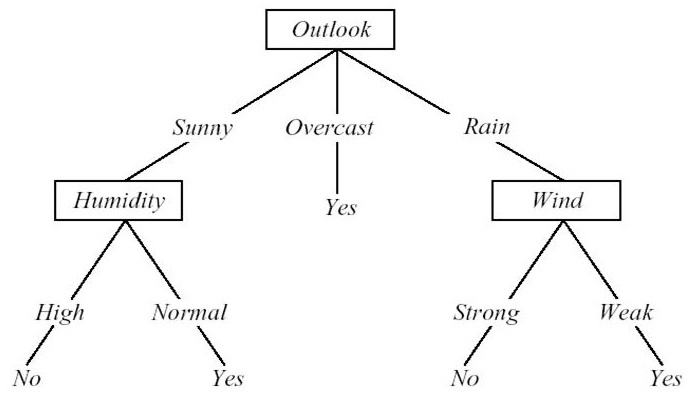 Outlook
Sunny Overcast Rain
Humidity Yes Wind
High Normal Strong Weak
No Yes No Yes